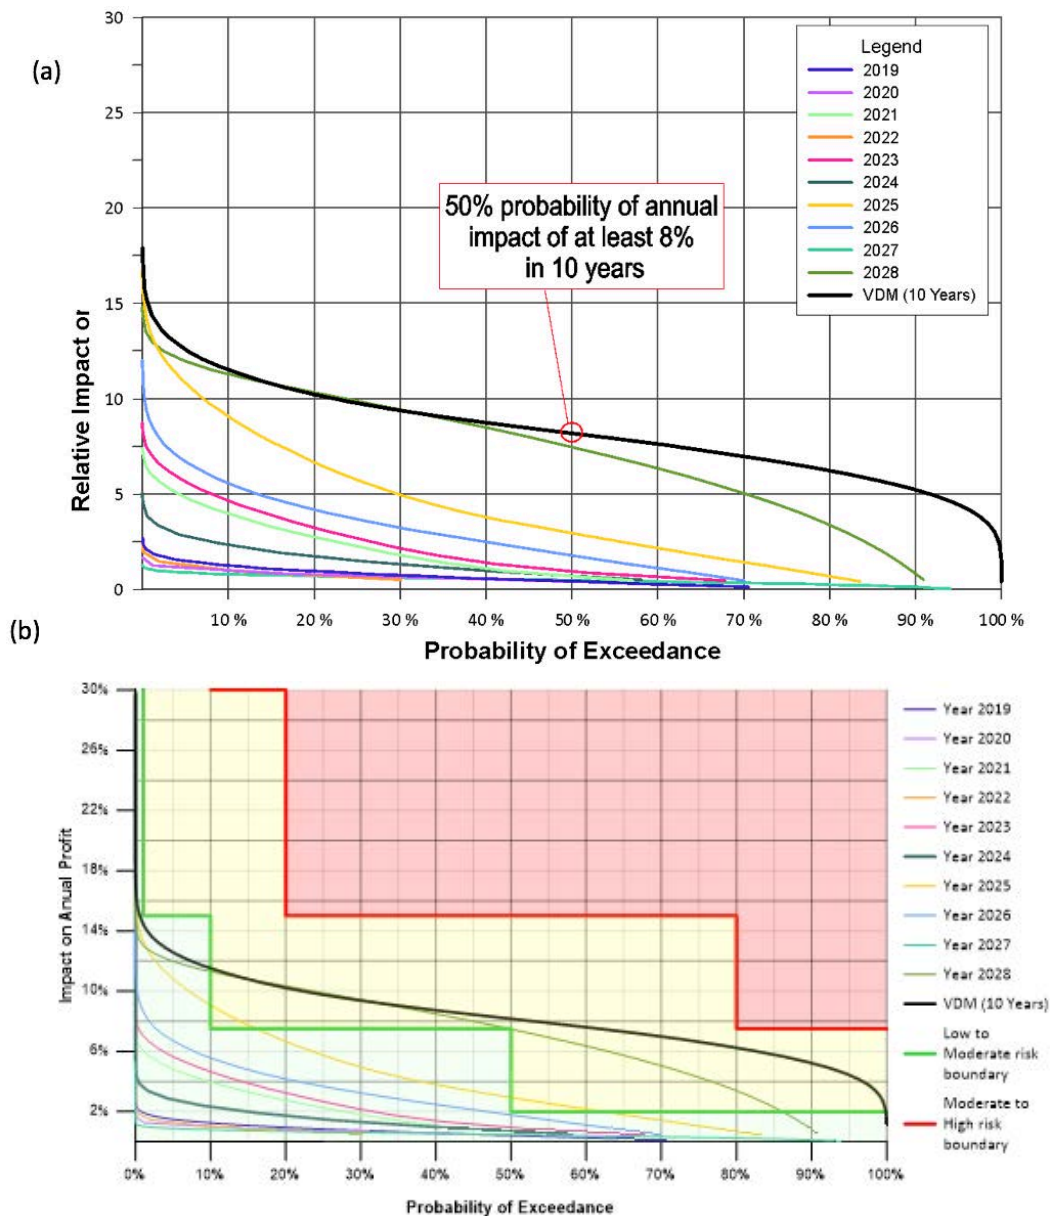 (a)
30
25
20
15
10
5
0
Relative Impact or
Legend
2019
2020
2021
2022
2023
2024
2025
2026
2027
2028
VDM (10 Years)
50% probability of annual
impact of at least 8%
in 10 years
10 %
20 %
30 %
40 %
50 %
60 %
70 %
80 %
90 %
100 %
Probability of Exceedance
(b)
30%
26%
22%
18%
14%
10%
6%
2%
Impact on Anual Profit
0%
10%
20%
30%
40%
50%
60%
70%
80%
90%
100%
Probability of Exceedance
Year 2019
Year 2020
Year 2021
Year 2022
Year 2023
Year 2024
Year 2025
Year 2026
Year 2027
Year 2028
VDM (10 Years)
Low to
Moderate risk
boundary
Moderate to
High risk
boundary